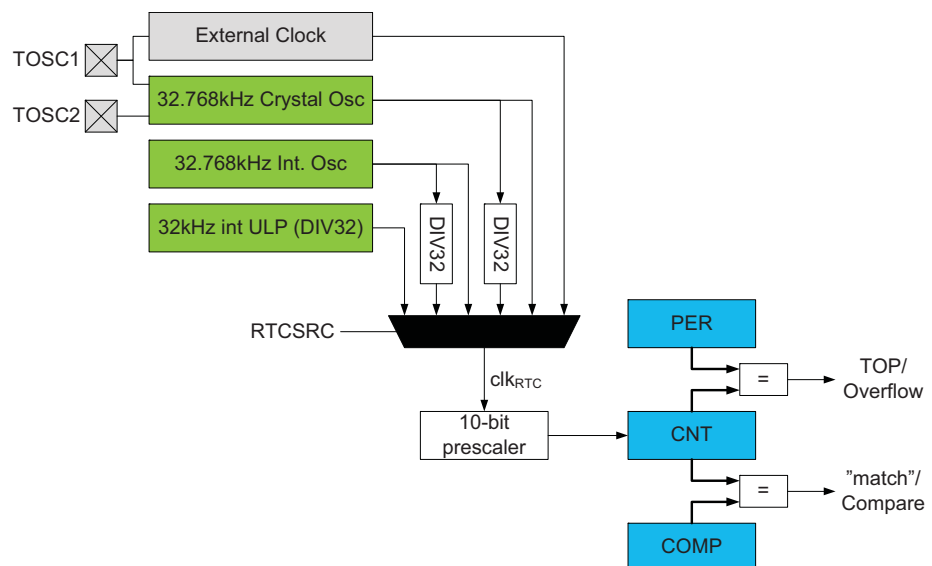 External Clock
TOSC1
32.768kHz Crystal Osc
TOSC2
32.768kHz Int. Osc
32kHz int ULP (DIV32)
DIV32
DIV32
RTCSRC
PER
clkRTC
=
TOP/
Overflow
10-bit
prescaler
CNT
=
”match”/
Compare
COMP